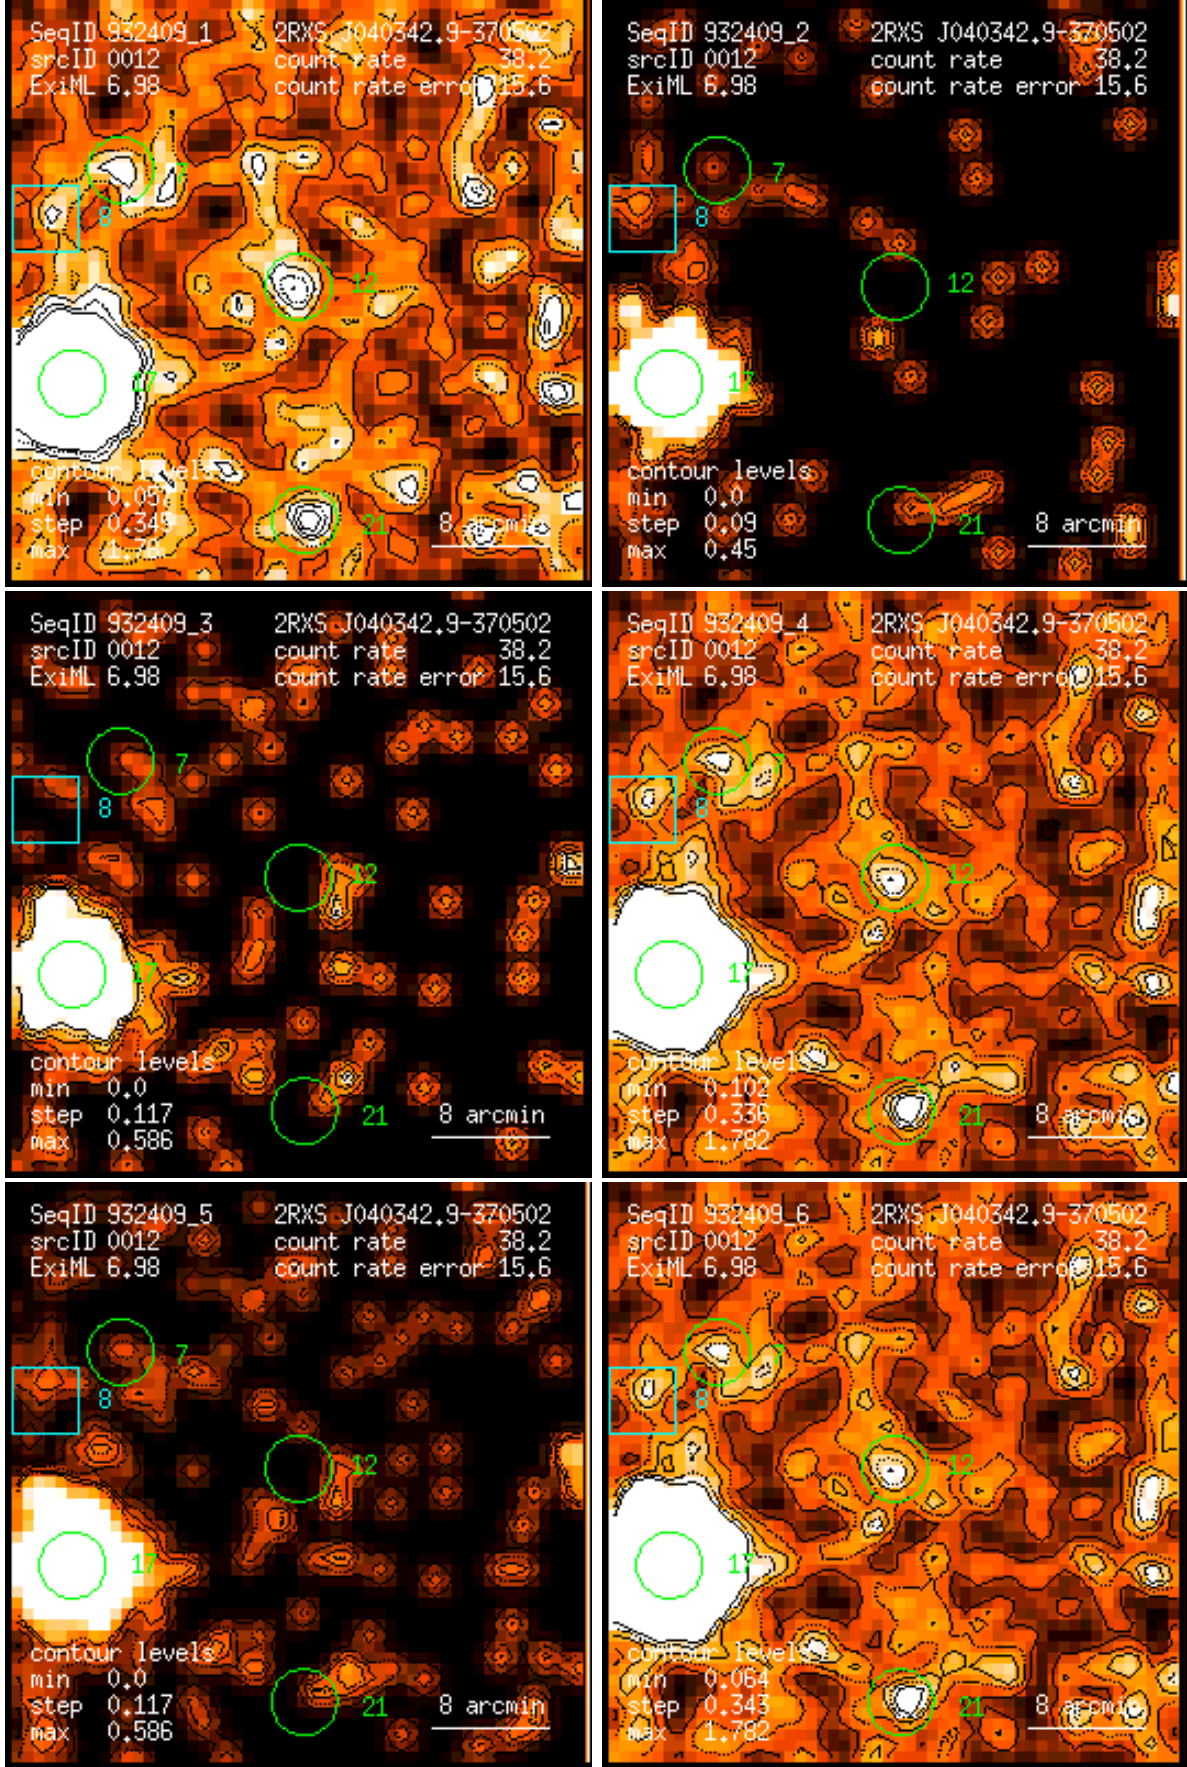 SeqID 932409_1 2RXS J040342.9-370502
srcID 0012 count rate 38.2
ExiML 6.98 count rate error 15.6
7
8
12
17
contour levels
min 0.057
step 0.349
max 1.78
21
8 arcmin
SeqID 932409_2 2RXS J040342.9-370502
srcID 0012 count rate 38.2
ExiML 6.98 count rate error 15.6
7
8
12
17
contour levels
min 0.0
step 0.09
max 0.45
21
8 arcmin
SeqID 932409_3 2RXS J040342.9-370502
srcID 0012 count rate 38.2
ExiML 6.98 count rate error 15.6
7
8
12
17
contour levels
min 0.0
step 0.117
max 0.586
21
8 arcmin
SeqID 932409_4 2RXS J040342.9-370502
srcID 0012 count rate 38.2
ExiML 6.98 count rate error 15.6
7
8
12
17
contour levels
min 0.102
step 0.336
max 1.782
21
8 arcmin
SeqID 932409_5 2RXS J040342.9-370502
srcID 0012 count rate 38.2
ExiML 6.98 count rate error 15.6
7
8
12
17
contour levels
min 0.0
step 0.117
max 0.586
21
8 arcmin
SeqID 932409_6 2RXS J040342.9-370502
srcID 0012 count rate 38.2
ExiML 6.98 count rate error 15.6
7
8
12
17
contour levels
min 0.064
step 0.343
max 1.782
21
8 arcmin